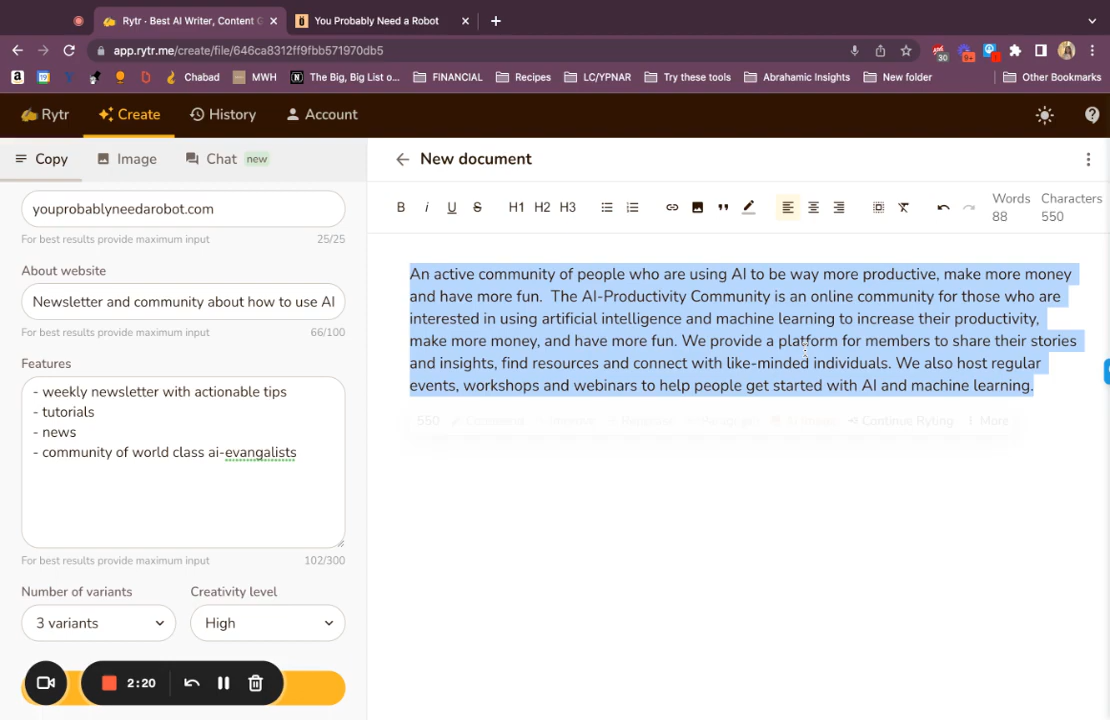 Rytr · Best AI Writer, Content G
You Probably Need a Robot
app.rytr.me/create/file/646ca8312ff9fbb571970db5
30
9+
Chabad
MWH
The Big, Big List o...
FINANCIAL
Recipes
LC/YPNAR
Try these tools
Abrahamic Insights
New folder
Other Bookmarks
Rytr
Create
History
Account
Copy
Image
Chat
new
New document
youprobablyneedarobot.com
For best results provide maximum input
25/25
About website
Newsletter and community about how to use AI
For best results provide maximum input
66/100
Features
- weekly newsletter with actionable tips
- tutorials
- news
- community of world class ai-evangalists
For best results provide maximum input
102/300
Number of variants
Creativity level
3 variants
High
2:20
B i U S H1 H2 H3
Words
88
Characters
550
An active community of people who are using AI to be way more productive, make more money
and have more fun. The AI-Productivity Community is an online community for those who are
interested in using artificial intelligence and machine learning to increase their productivity,
make more money, and have more fun. We provide a platform for members to share their stories
and insights, find resources and connect with like-minded individuals. We also host regular
events, workshops and webinars to help people get started with AI and machine learning.
550 Continue Ryting More